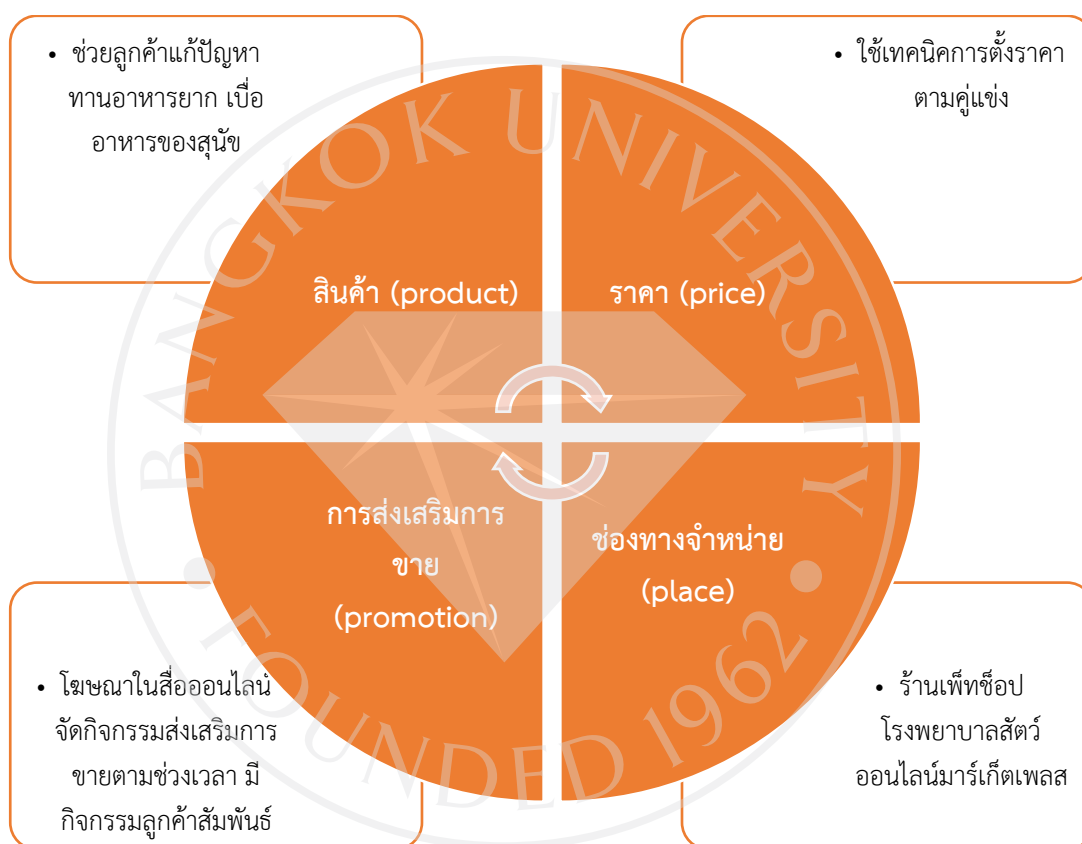 • ช่วยลูกค้าแก้ปัญหา
ทานอาหารยาก เบื่อ
อาหารของสุนัข
• ใช้เทคนิคการตั้งราคา
ตามคู่แข่ง
สินค้า (product)
ราคา (price)
การส่งเสริมการ
ขาย
(promotion)
ช่องทางจำหน่าย
(place)
• โฆษณาในสื่อออนไลน์
จัดกิจกรรมส่งเสริมการ
ขายตามช่วงเวลา มี
กิจกรรมลูกค้าสัมพันธ์
• ร้านเพ็ทช็อป
โรงพยาบาลสัตว์
ออนไลน์มาร์เก็ตเพลส
BANGKOK UNIVERSITY
FOUNDED 1962